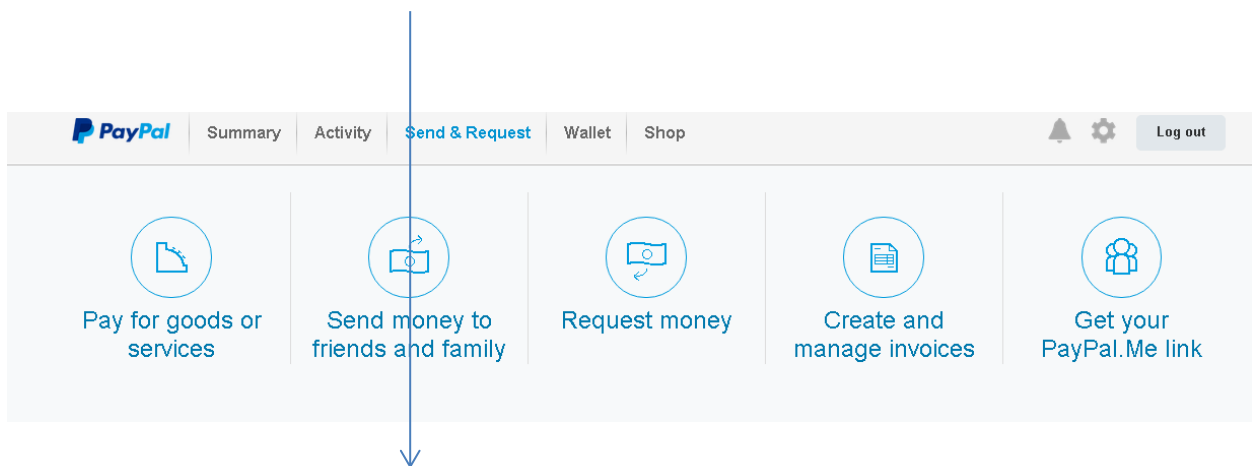 PayPal Summary Activity Send & Request Wallet Shop Log out
Pay for goods or
services
Send money to
friends and family
Request money
Create and
manage invoices
Get your
PayPal.Me link